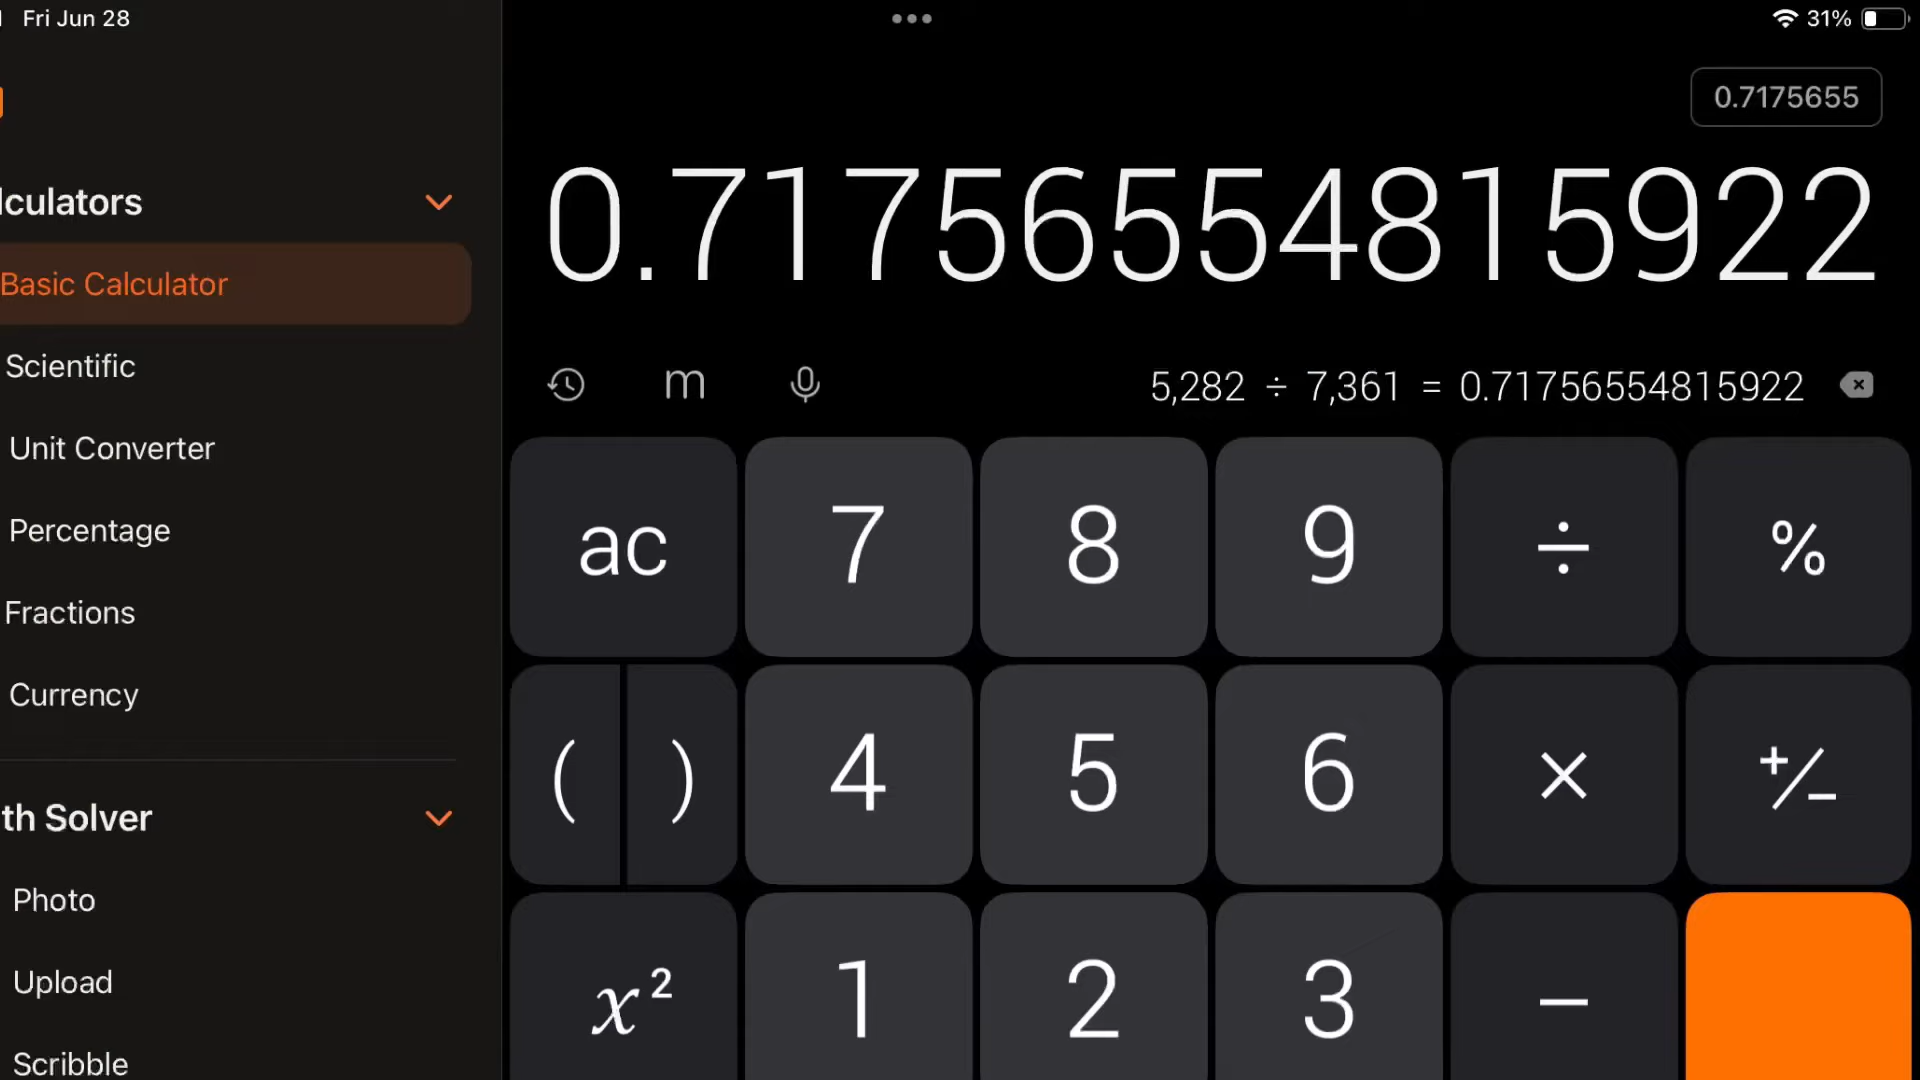 Fri Jun 28
31%
0.7175655
0.71756554815922
lculators
Basic Calculator
Scientific
Unit Converter
Percentage
Fractions
Currency
th Solver
Photo
Upload
Scribble
m
5,282 ÷ 7,361 = 0.71756554815922
ac 7 8 9 ÷ %
( ) 4 5 6 × +/−
x² 1 2 3 −